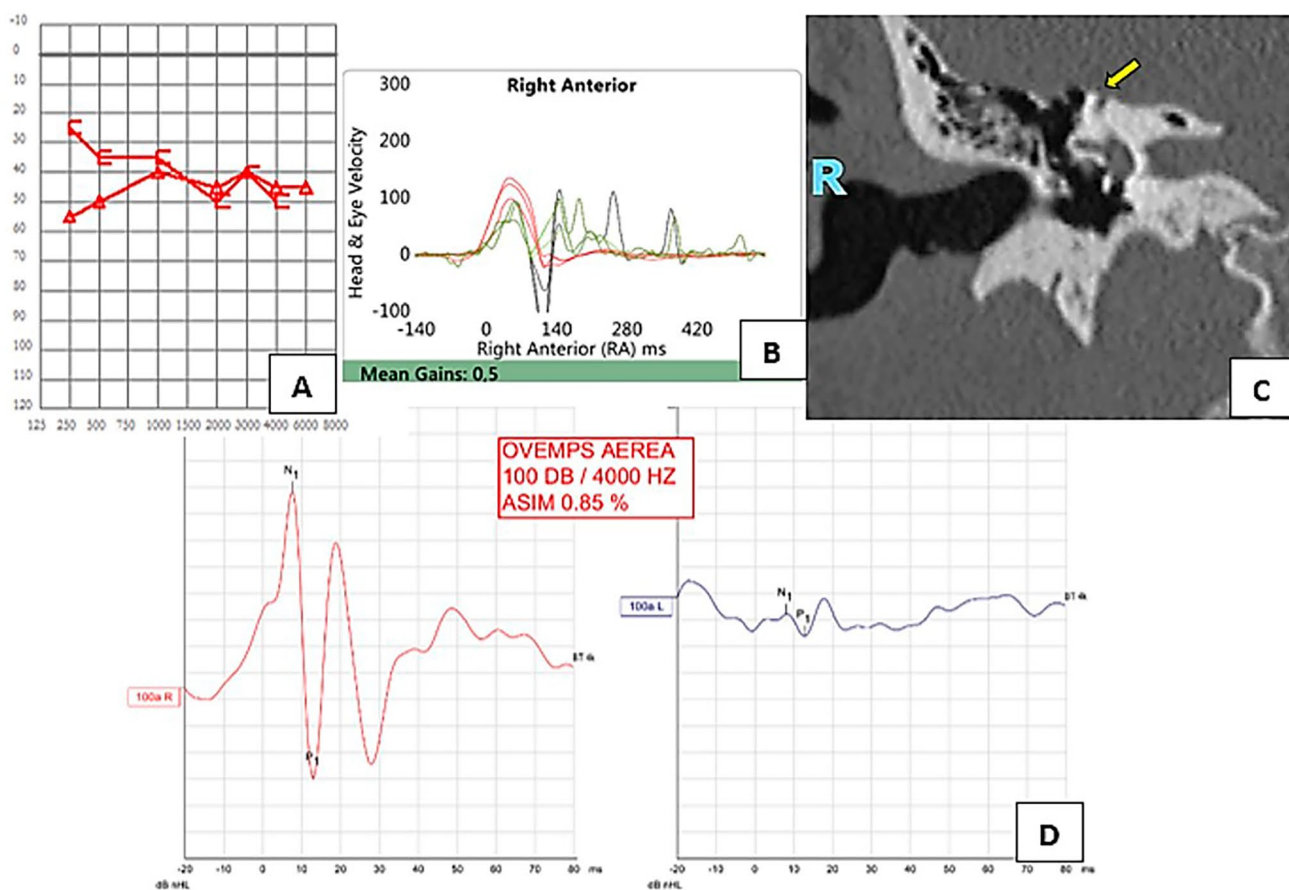 -10
0
10
20
30
40
50
60
70
80
90
100
110
120
125 250 500 750 1000 1500 2000 3000 4000 6000 8000
A
Right Anterior
Head & Eye Velocity
300
200
100
0
-100
-140 0 140 280 420
Right Anterior (RA) ms
Mean Gains: 0,5
B
R
C
OVEMPS AEREA
100 DB / 4000 HZ
ASIM 0.85 %
N1
P1
100a R
BT 4k
-20 -10 0 10 20 30 40 50 60 70 80 ms
dB nHL
N1
P1
100a L
BT 4k
-20 -10 0 10 20 30 40 50 60 70 80 ms
dB nHL
D